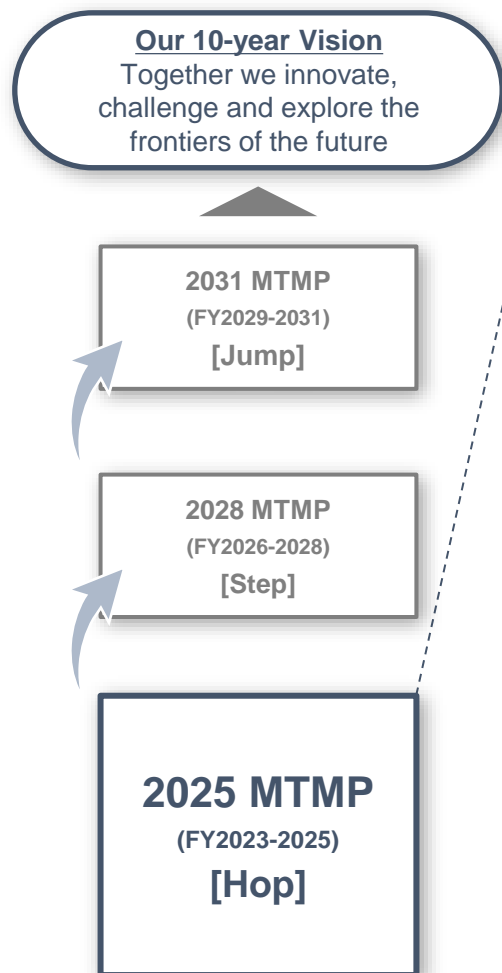 Our 10-year Vision
Together we innovate,
challenge and explore the
frontiers of the future
2031 MTMP
(FY2029-2031)
[Jump]
2028 MTMP
(FY2026-2028)
[Step]
2025 MTMP
(FY2023-2025)
[Hop]